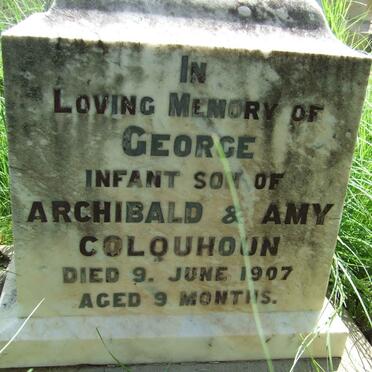 IN
LOVING MEMORY OF
GEORGE
INFANT SON OF
ARCHIBALD & AMY
COLQUHOUN
DIED 9. JUNE 1907
AGED 9 MONTHS.